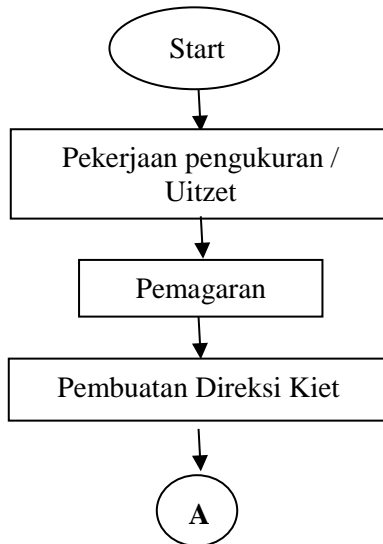 Start
Pekerjaan pengukuran /
Uitzet
Pemagaran
Pembuatan Direksi Kiet
A